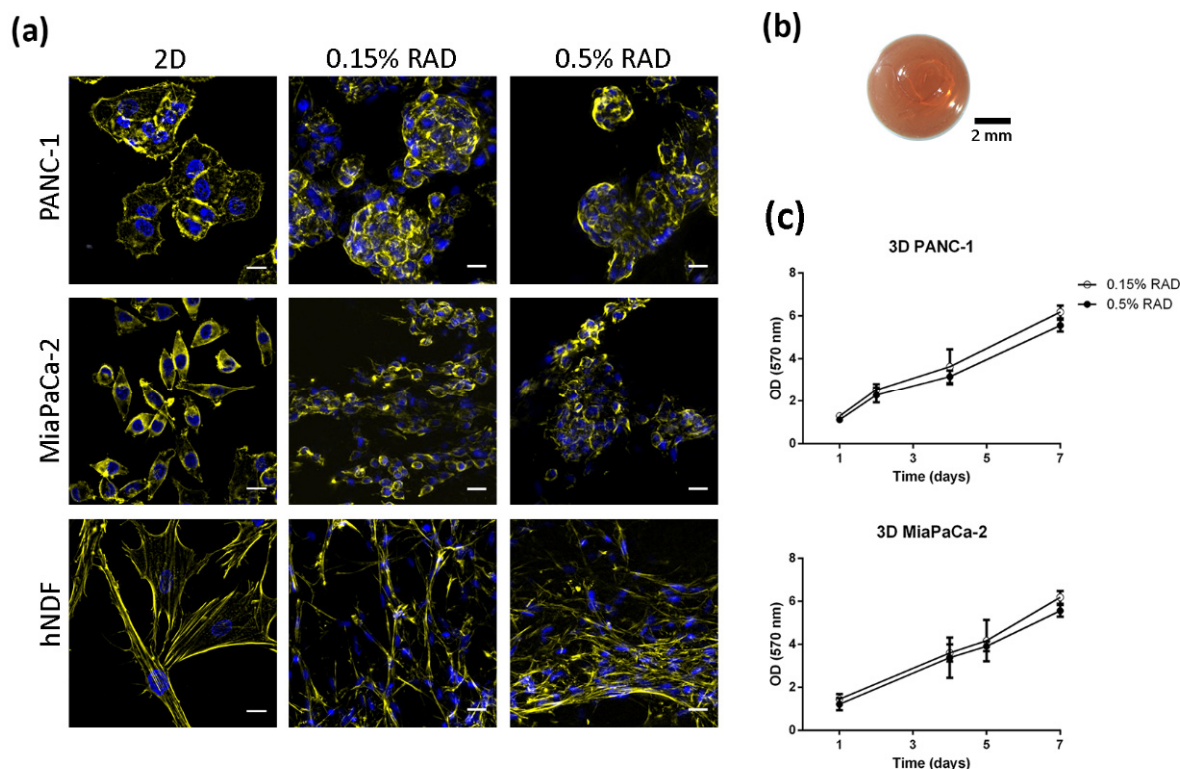 (a)
2D 0.15% RAD 0.5% RAD
PANC-1
MiaPaCa-2
hNDF
(b)
2 mm
(c)
3D PANC-1
0.15% RAD
0.5% RAD
OD (570 nm)
8
6
4
2
0
1 3 5 7
Time (days)
3D MiaPaCa-2
OD (570 nm)
8
6
4
2
0
1 3 5 7
Time (days)